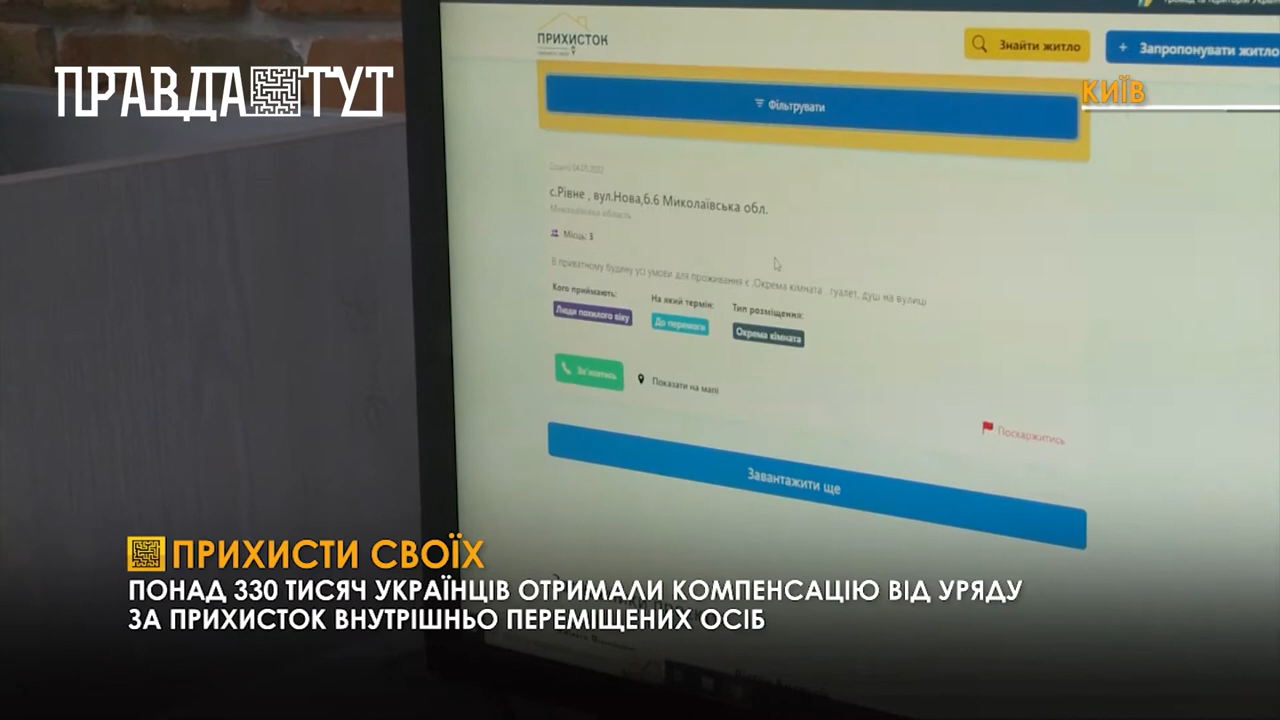 ПРИХИСТОК
Знайти житло
+ Запропонувати житло
ПРАВДА ТУТ
КИЇВ
Фільтрувати
с.Рівне , вул.Нова,б.6 Миколаївська обл.
Миколаївська область
Місць: 3
В приватному будину усі умови для проживання є .Окрема кімната . туалет, душ на вулиці
Кого приймають:
На який термін:
Тип розміщення:
Люди похилого віку
До перемоги
Окрема кімната
Зв'язатись
Показати на мапі
Поскаржитись
Завантажити ще
ПРИХИСТИ СВОЇХ
ПОНАД 330 ТИСЯЧ УКРАЇНЦІВ ОТРИМАЛИ КОМПЕНСАЦІЮ ВІД УРЯДУ
ЗА ПРИХИСТОК ВНУТРІШНЬО ПЕРЕМІЩЕНИХ ОСІБ